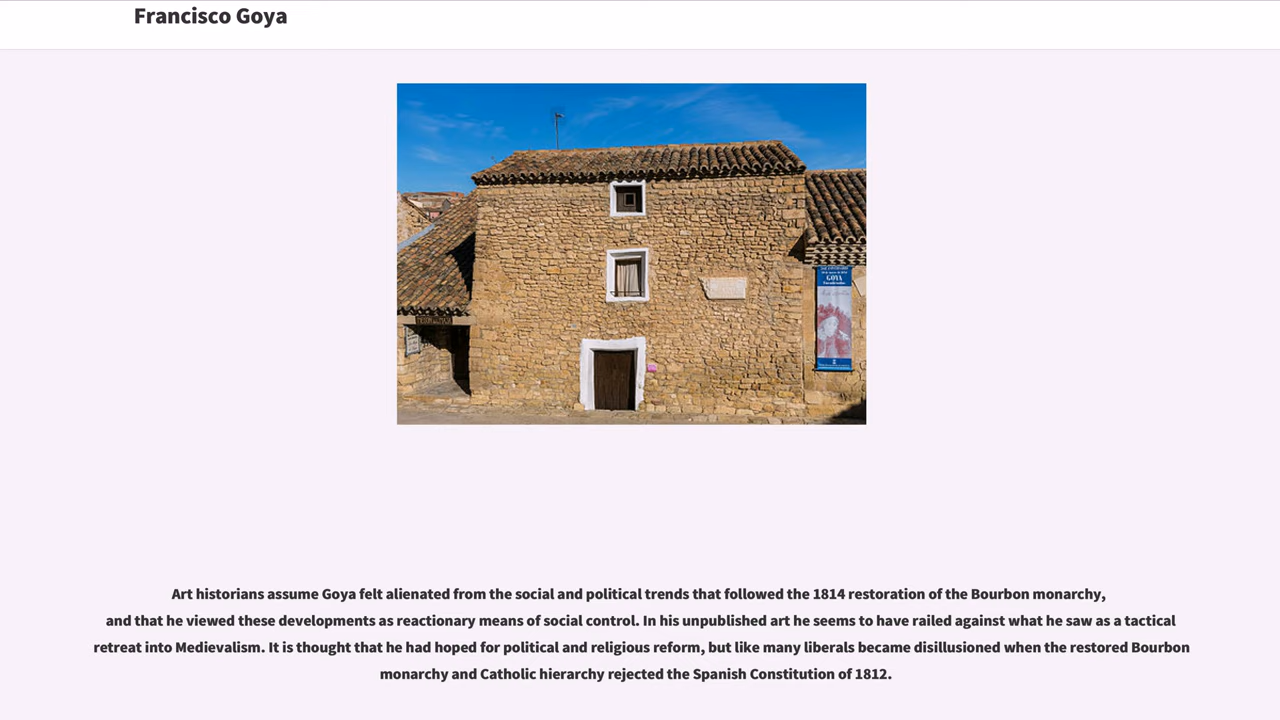 Francisco Goya
GOYA
Art historians assume Goya felt alienated from the social and political trends that followed the 1814 restoration of the Bourbon monarchy,
and that he viewed these developments as reactionary means of social control. In his unpublished art he seems to have railed against what he saw as a tactical
retreat into Medievalism. It is thought that he had hoped for political and religious reform, but like many liberals became disillusioned when the restored Bourbon
monarchy and Catholic hierarchy rejected the Spanish Constitution of 1812.